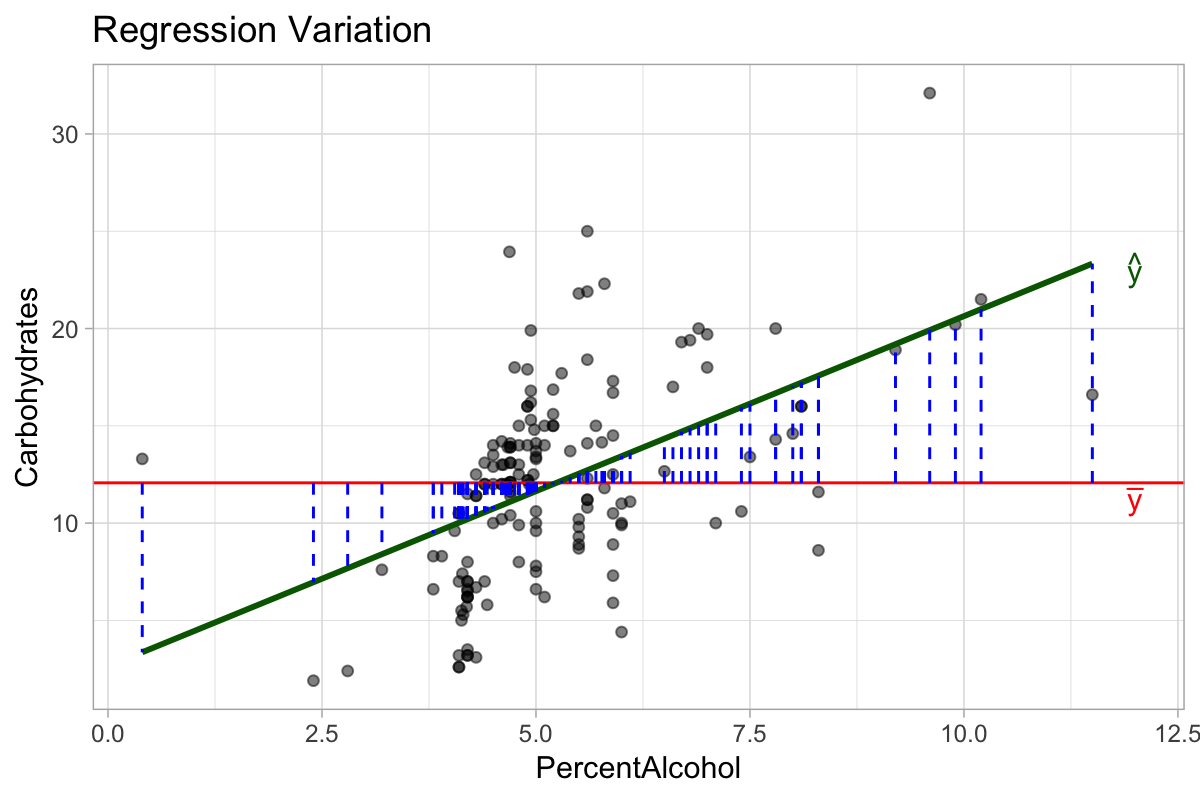 Regression Variation
Carbohydrates
30
20
10
ŷ
y̅
0.0 2.5 5.0 7.5 10.0 12.5
PercentAlcohol